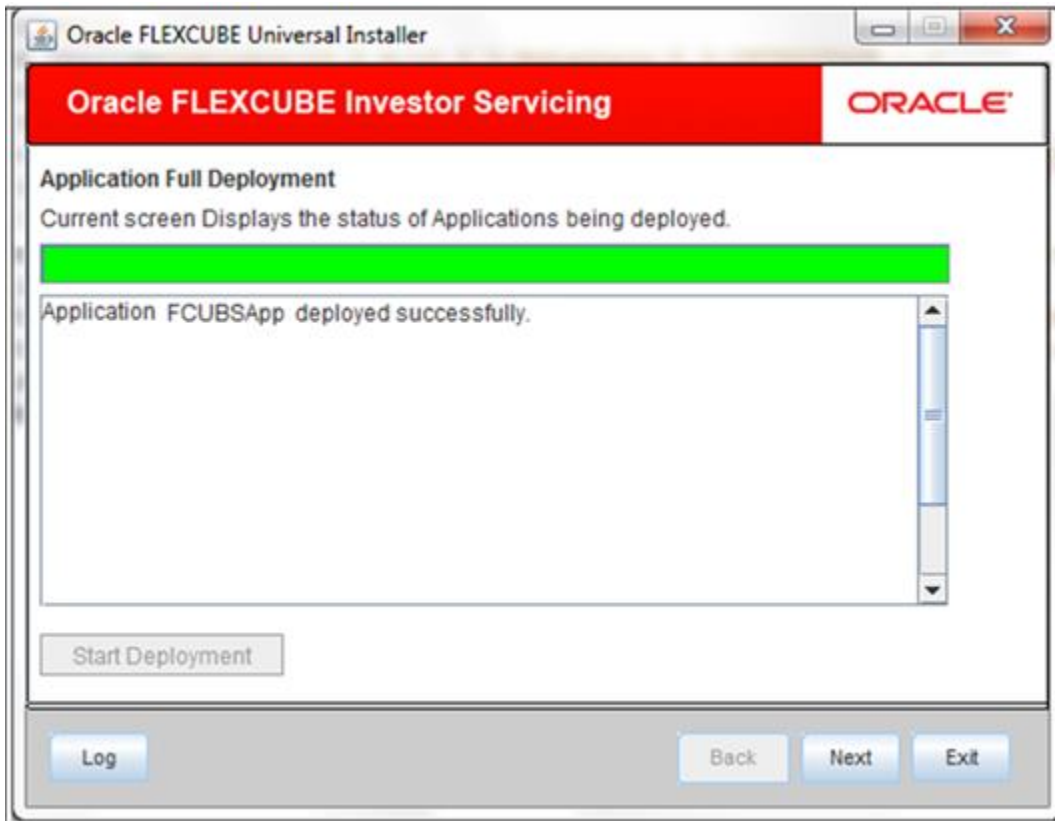 Oracle FLEXCUBE Universal Installer
Oracle FLEXCUBE Investor Servicing
ORACLE
Application Full Deployment
Current screen Displays the status of Applications being deployed.
Application FCUBSApp deployed successfully.
Start Deployment
Log
Back
Next
Exit